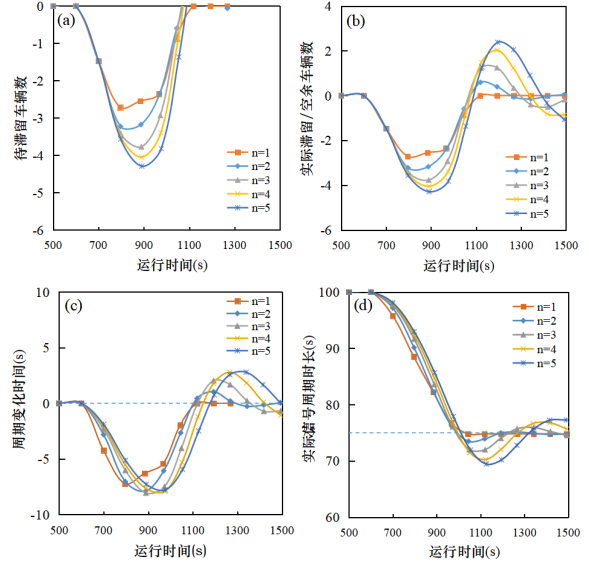 (a)
待滞留车辆数
0
-1
-2
-3
-4
-5
-6
n=1
n=2
n=3
n=4
n=5
500 700 900 1100 1300 1500
运行时间(s)
(b)
实际滞留/空余车辆数
4
2
0
-2
-4
-6
n=1
n=2
n=3
n=4
n=5
500 700 900 1100 1300 1500
运行时间(s)
(c)
周期变化时间(s)
10
5
0
-5
-10
n=1
n=2
n=3
n=4
n=5
500 700 900 1100 1300 1500
运行时间(s)
(d)
实际信号周期时长(s)
100
90
80
70
60
n=1
n=2
n=3
n=4
n=5
500 700 900 1100 1300 1500
运行时间(s)